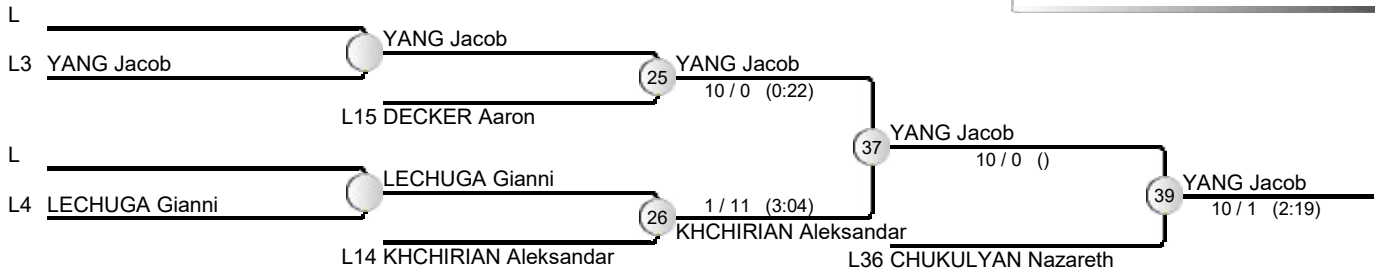 L
YANG Jacob
L3 YANG Jacob
25 YANG Jacob
10 / 0 (0:22)
L15 DECKER Aaron
37 YANG Jacob
10 / 0 ()
L
LECHUGA Gianni
L4 LECHUGA Gianni
39 YANG Jacob
10 / 1 (2:19)
26 1 / 11 (3:04)
KHCHIRIAN Aleksandar
L14 KHCHIRIAN Aleksandar
L36 CHUKULYAN Nazareth